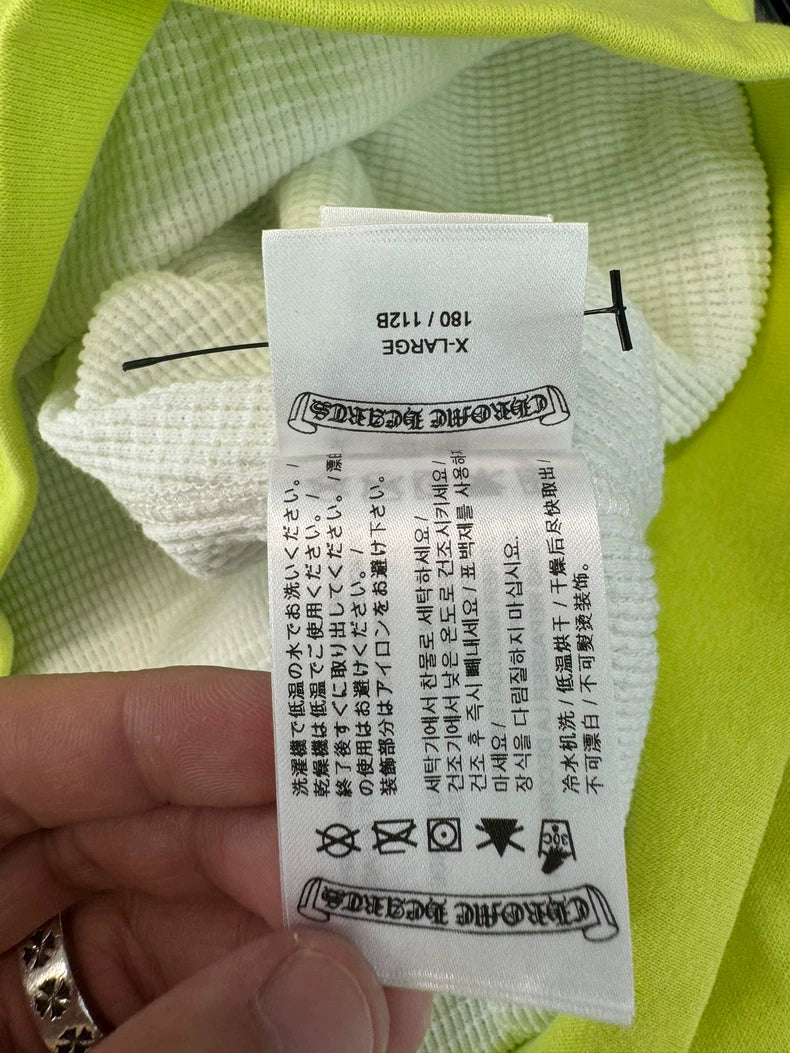 CHROME HEARTS
X-LARGE
180 / 112B
洗濯機で低温の水でお洗いください。/
乾燥機は低温でご使用ください。/
終了後すぐに取り出してください。/ 漂白
の使用はお避けください。/
装飾部分はアイロンをお避け下さい。
세탁기에서 찬물로 세탁하세요 /
건조기에서 낮은 온도로 건조시키세요 /
건조 후 즉시 빼내세요 / 표백제를 사용하
마세요 /
장식을 다림질하지 마십시요.
冷水机洗 / 低温烘干 / 干燥后尽快取出 /
不可漂白 / 不可熨烫装饰。
CHROME HEARTS